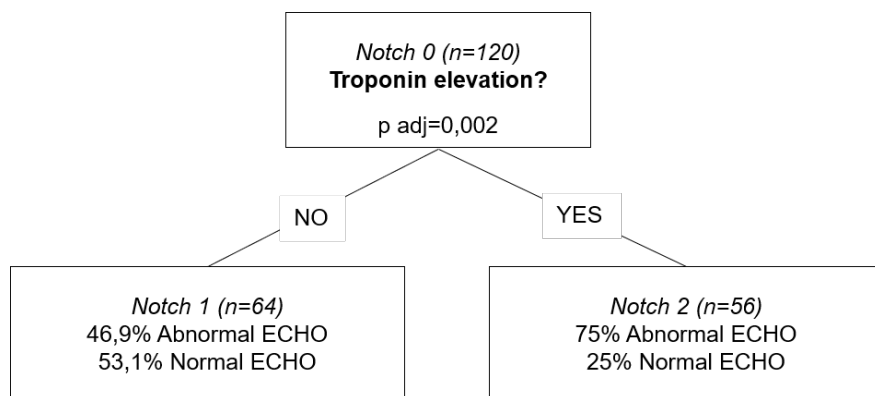 Notch 0 (n=120)
Troponin elevation?
p adj=0,002
NO
YES
Notch 1 (n=64)
46,9% Abnormal ECHO
53,1% Normal ECHO
Notch 2 (n=56)
75% Abnormal ECHO
25% Normal ECHO